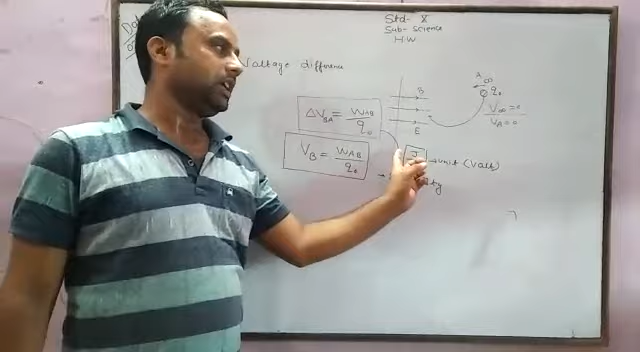 Std- X
Sub- science
H.W
Voltage difference
B
E
A ∞
q₀
V∞ = 0
VA = 0
ΔVBA = WAB / q₀
VB = WAB / q₀
J
→ unit (Volt)